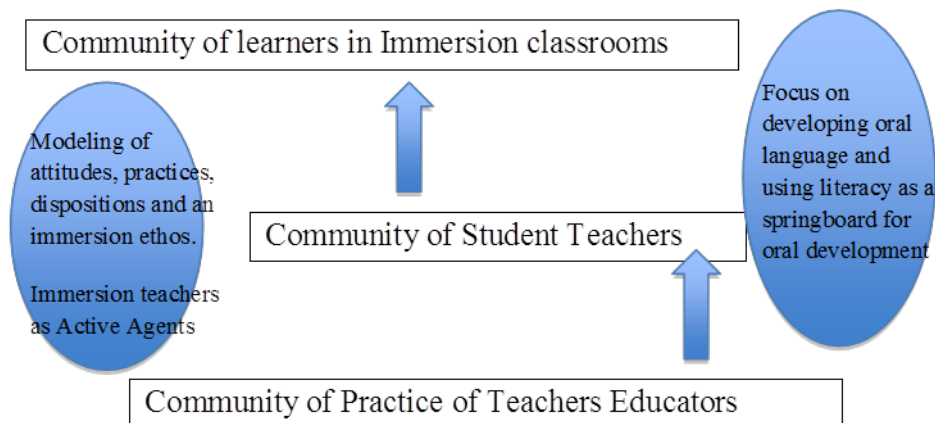 Community of learners in Immersion classrooms
Modeling of
attitudes, practices,
dispositions and an
immersion ethos.
Immersion teachers
as Active Agents
Focus on
developing oral
language and
using literacy as a
springboard for
oral development
Community of Student Teachers
Community of Practice of Teachers Educators